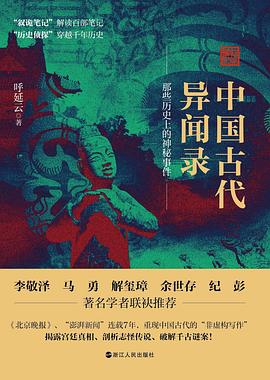 “叙诡笔记”解读百部笔记
“历史侦探”穿越千年历史
呼延云 著
中国古代
异闻录
那些历史上的神秘事件
李敬泽 马勇 解玺璋 余世存 纪彭
著名学者联袂推荐
《北京晚报》、“澎湃新闻”连载7年，重现中国古代的“非虚构写作”
揭露宫廷真相、剖析志怪传说、破解千古谜案！
浙江人民出版社